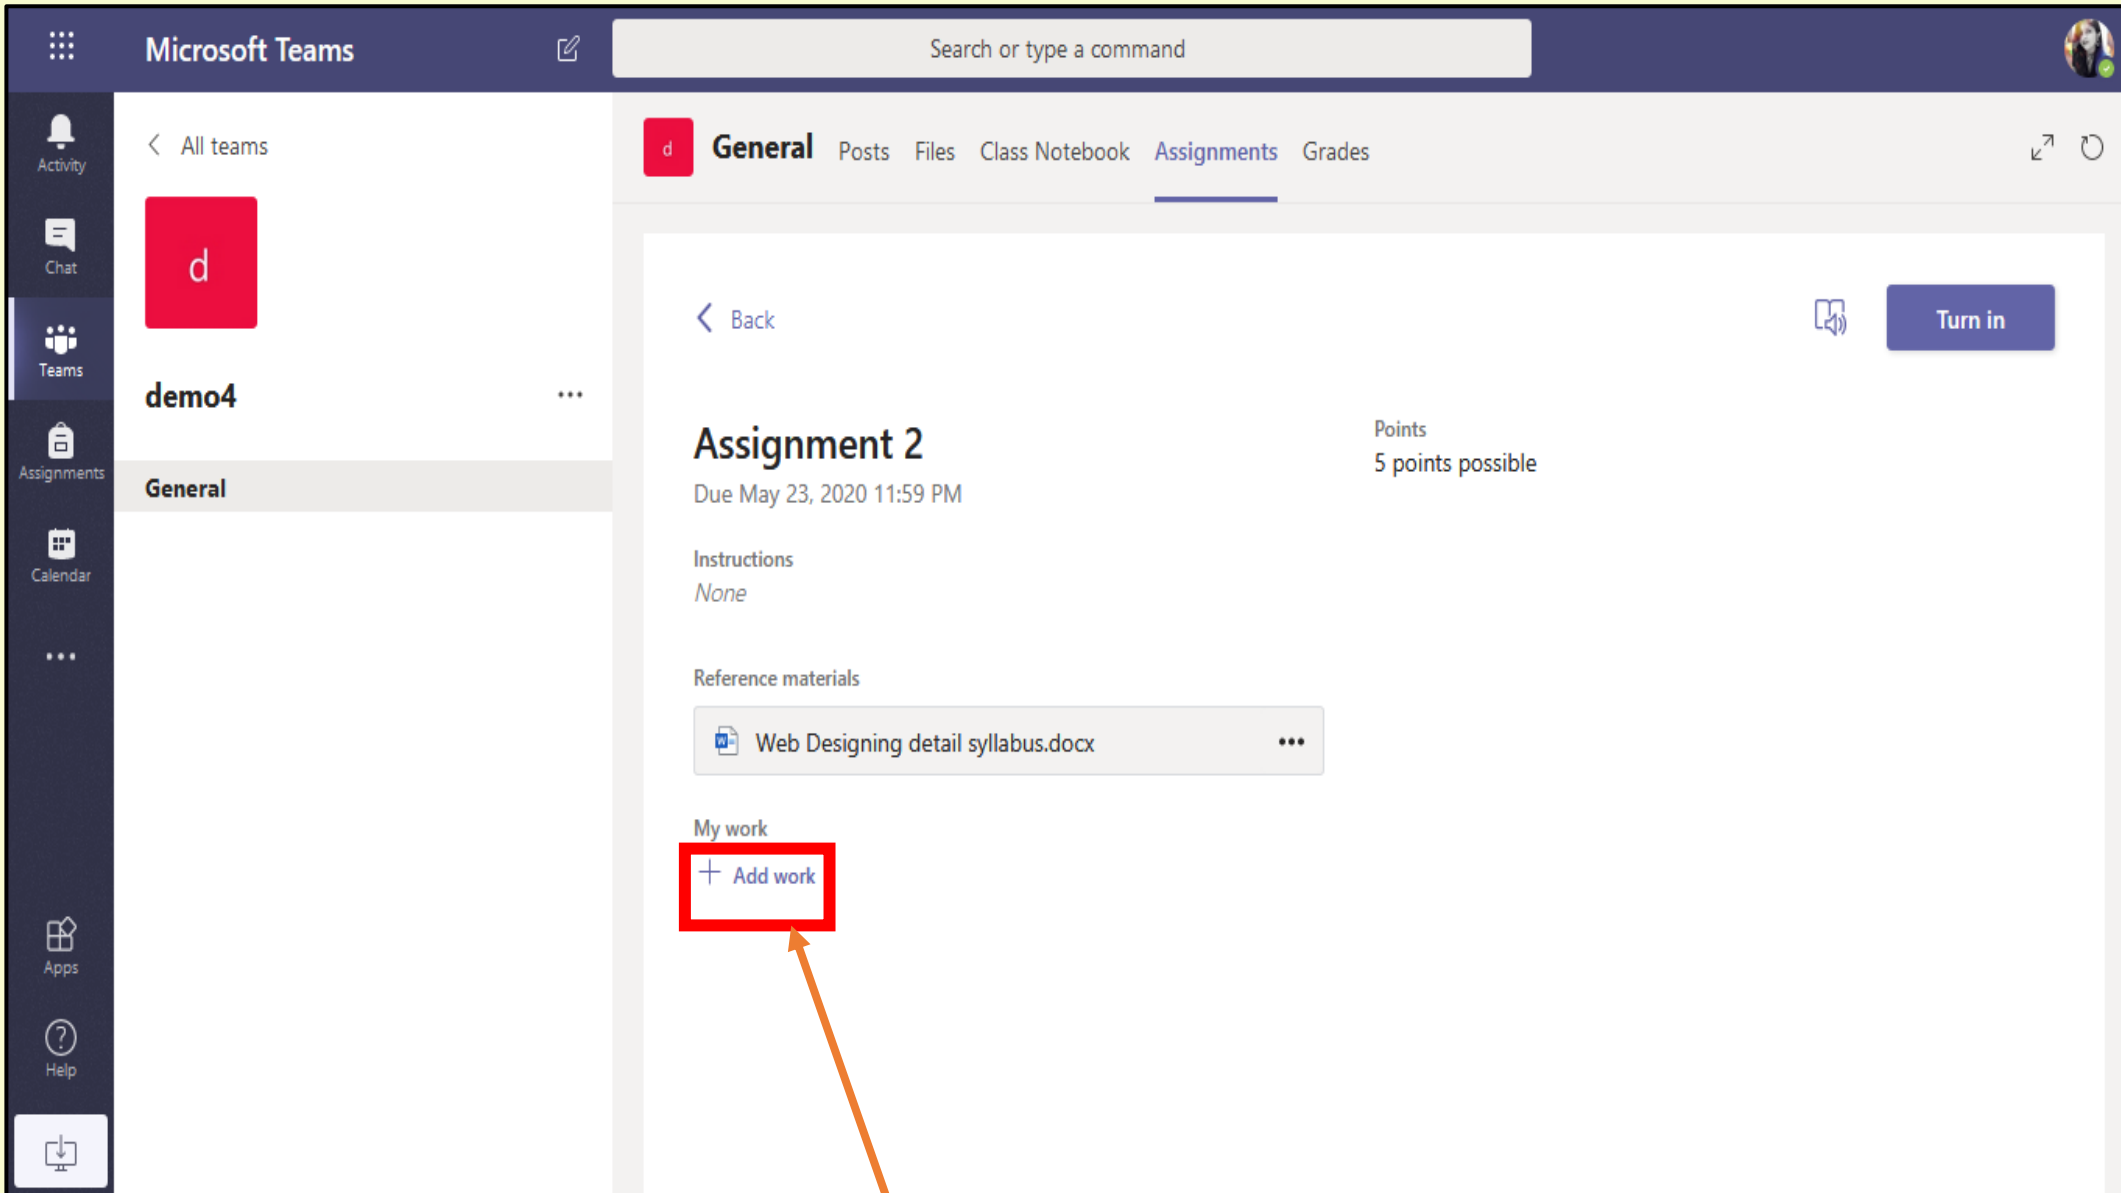 Microsoft Teams
Search or type a command
Activity
Chat
Teams
Assignments
Calendar
Apps
Help
All teams
d
demo4
General
d
General Posts Files Class Notebook Assignments Grades
Back
Turn in
Assignment 2
Due May 23, 2020 11:59 PM
Points
5 points possible
Instructions
None
Reference materials
Web Designing detail syllabus.docx
My work
Add work